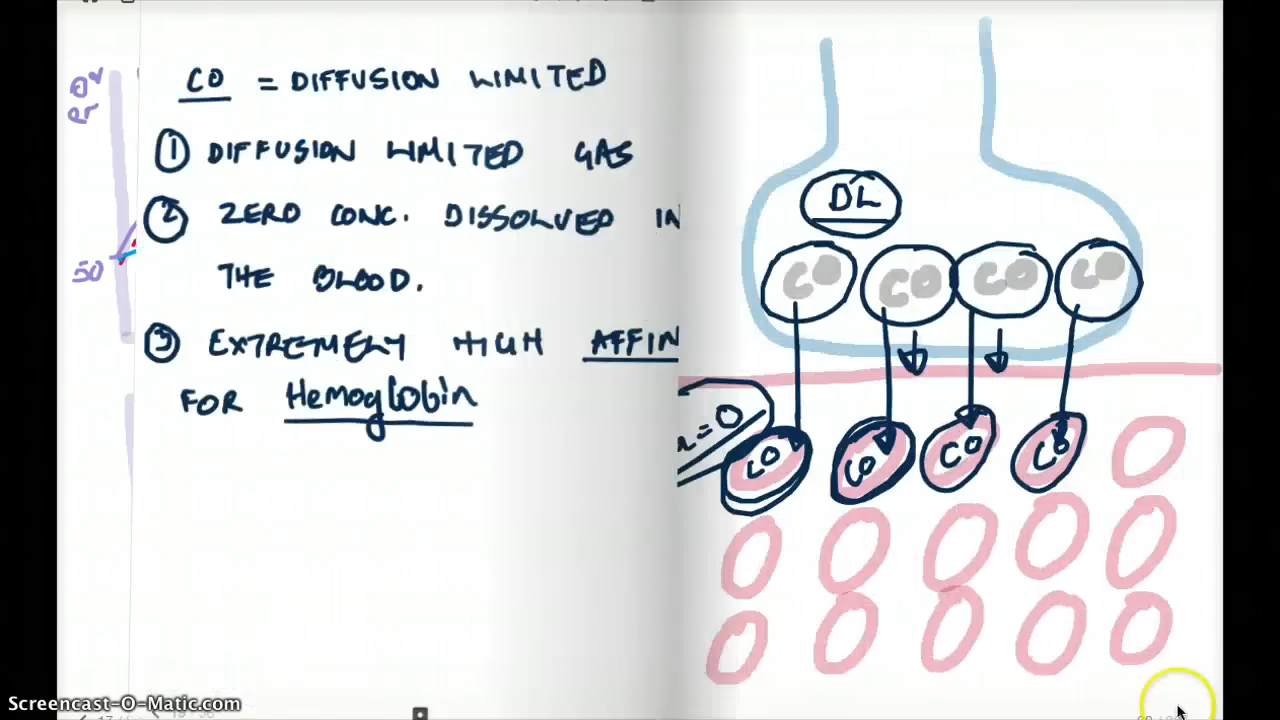 CO = DIFFUSION LIMITED
① DIFFUSION LIMITED GAS
② ZERO CONC. DISSOLVED IN
THE BLOOD.
③ EXTREMELY HIGH AFFIN
FOR Hemoglobin
50
DL
CO CO CO CO
= 0
CO CO CO CO
Screencast-O-Matic.com